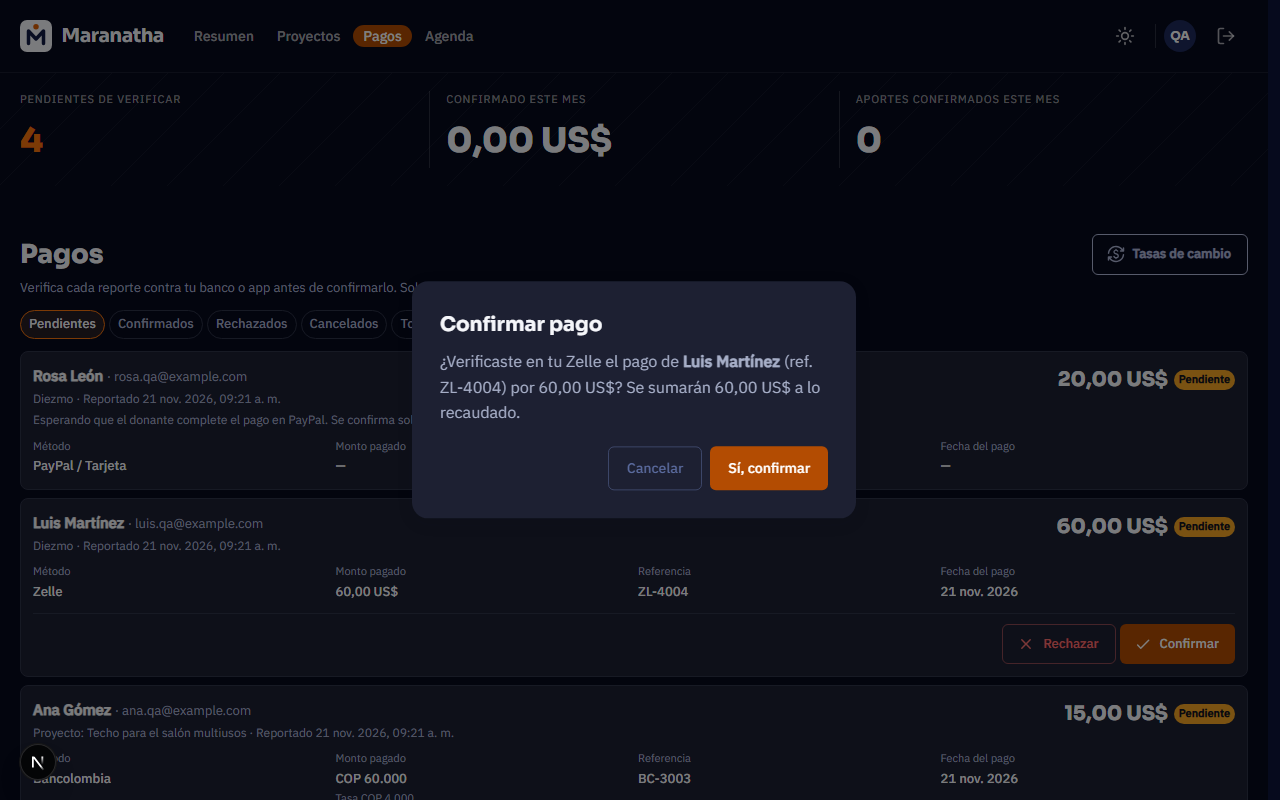 Maranatha
Resumen
Proyectos
Pagos
Agenda
QA
PENDIENTES DE VERIFICAR
4
CONFIRMADO ESTE MES
0,00 US$
APORTES CONFIRMADOS ESTE MES
0
Pagos
Tasas de cambio
Verifica cada reporte contra tu banco o app antes de confirmarlo.
Pendientes
Confirmados
Rechazados
Cancelados
Confirmar pago
¿Verificaste en tu Zelle el pago de Luis Martínez (ref.
ZL-4004) por 60,00 US$? Se sumarán 60,00 US$ a lo
recaudado.
Cancelar
Sí, confirmar
Rosa León · rosa.qa@example.com
20,00 US$ Pendiente
Diezmo · Reportado 21 nov. 2026, 09:21 a. m.
Esperando que el donante complete el pago en PayPal. Se confirma
Método
Monto pagado
Fecha del pago
PayPal / Tarjeta
—
—
Luis Martínez · luis.qa@example.com
60,00 US$ Pendiente
Diezmo · Reportado 21 nov. 2026, 09:21 a. m.
Método
Monto pagado
Referencia
Fecha del pago
Zelle
60,00 US$
ZL-4004
21 nov. 2026
Rechazar
Confirmar
Ana Gómez · ana.qa@example.com
15,00 US$ Pendiente
Proyecto: Techo para el salón multiusos · Reportado 21 nov. 2026, 09:21 a. m.
Monto pagado
Referencia
Fecha del pago
Bancolombia
COP 60.000
BC-3003
21 nov. 2026
Tasa COP 4.000